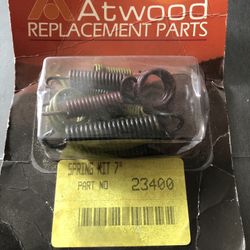 Atwood
REPLACEMENT PARTS
SPRING KIT 7"
PART NO 23400